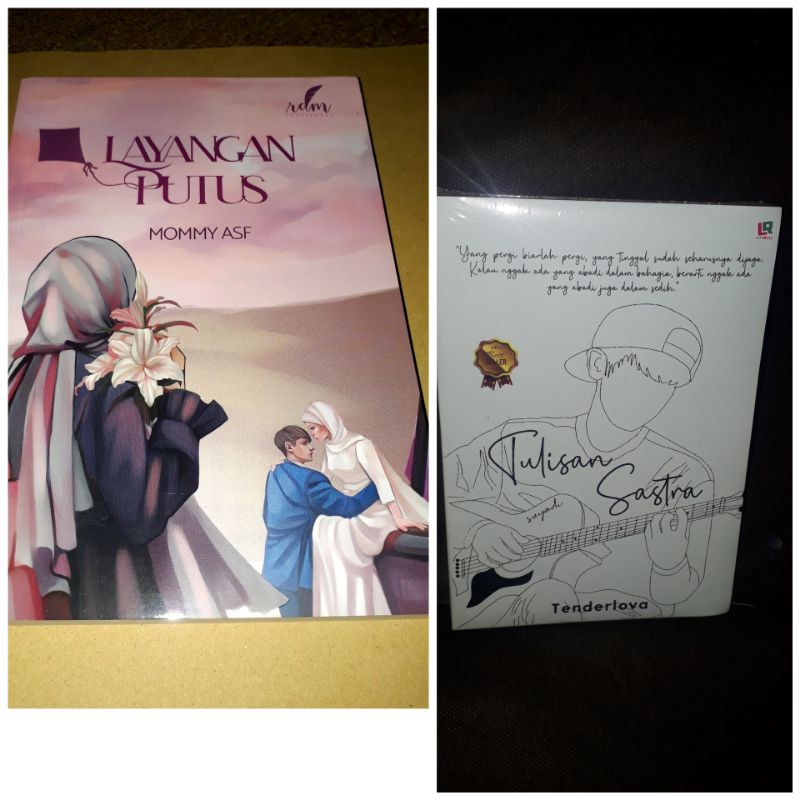 rdm
LAYANGAN
PUTUS
MOMMY ASF
LR
"Yang pergi biarlah pergi, yang tinggal sudah seharusnya dijaga.
Kalau nggak ada yang abadi dalam bahagia, berarti nggak ada
yang abadi juga dalam sedih."
Tulisan
Sastra
Tenderlova